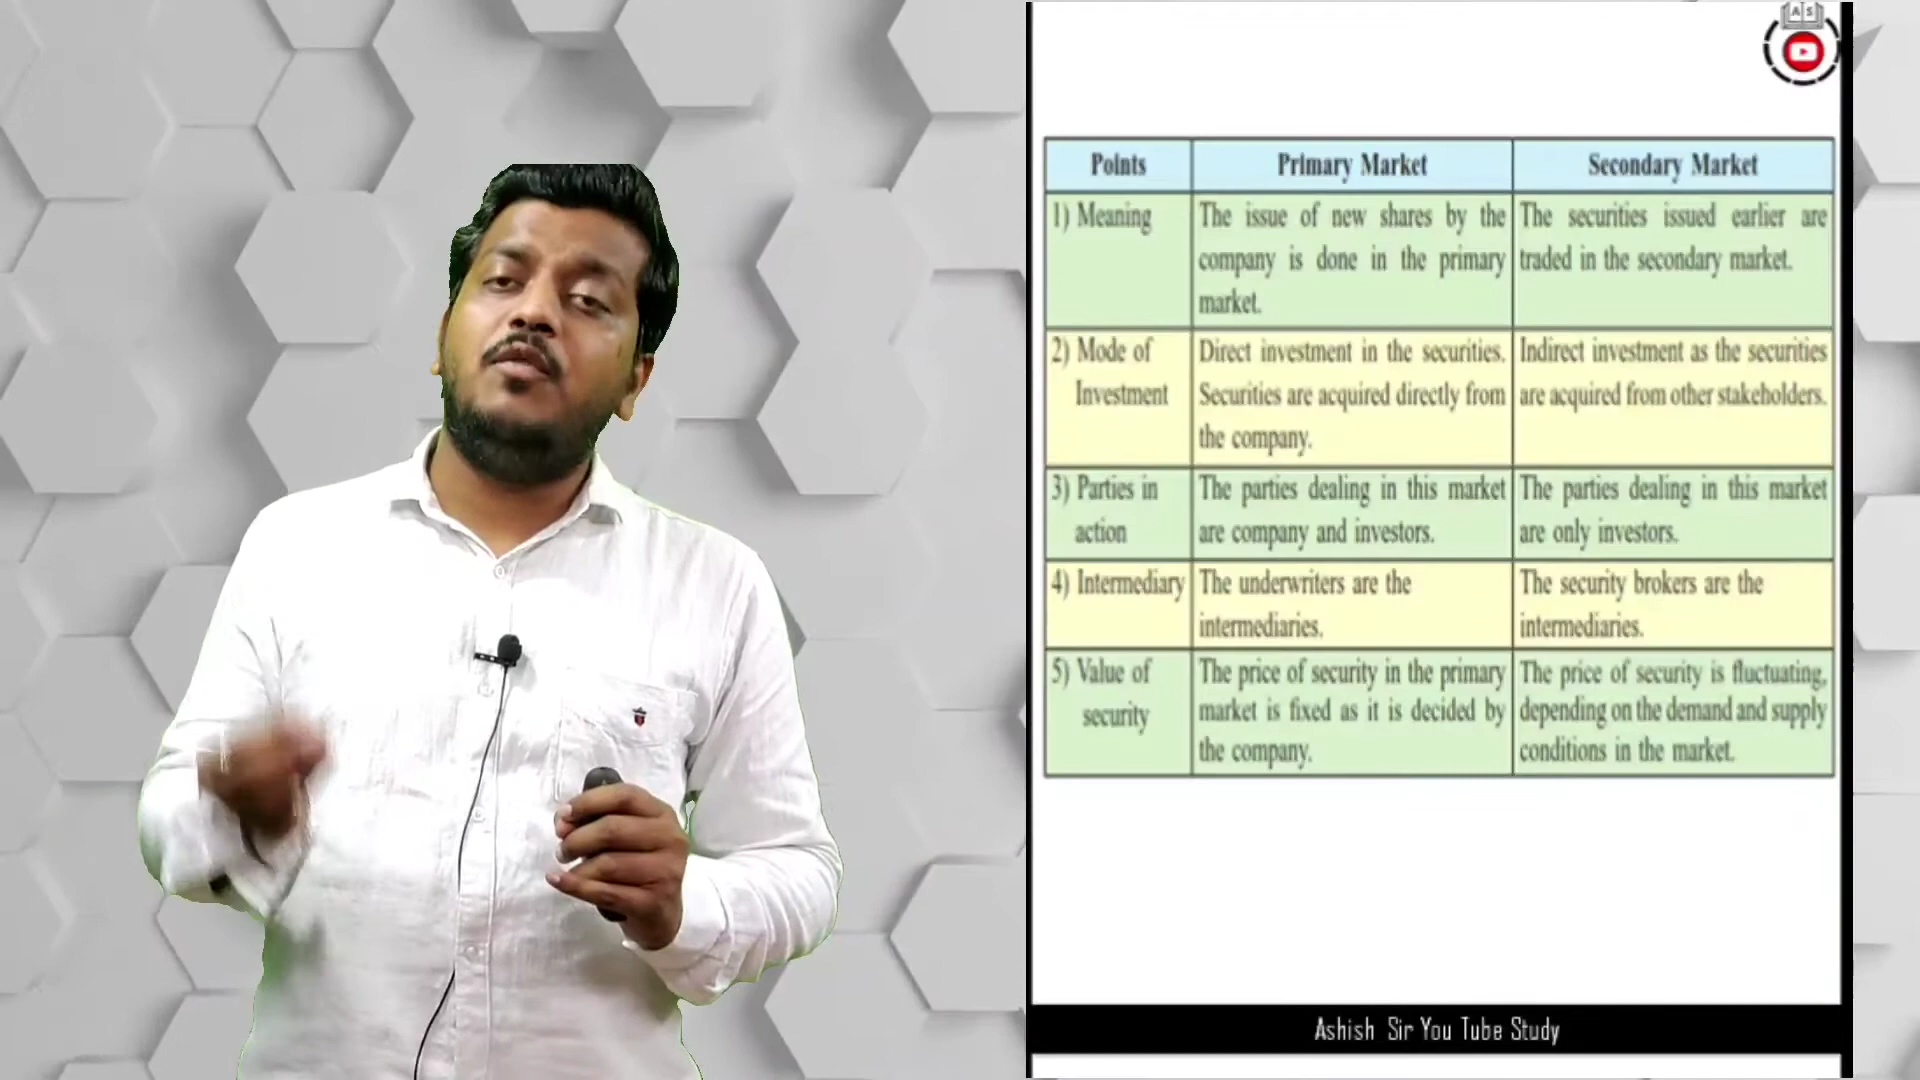 A S
Points Primary Market Secondary Market
1) Meaning The issue of new shares by the The securities issued earlier are
company is done in the primary traded in the secondary market.
market.
2) Mode of Direct investment in the securities. Indirect investment as the securities
Investment Securities are acquired directly from are acquired from other stakeholders.
the company.
3) Parties in The parties dealing in this market The parties dealing in this market
action are company and investors. are only investors.
4) Intermediary The underwriters are the The security brokers are the
intermediaries. intermediaries.
5) Value of The price of security in the primary The price of security is fluctuating,
security market is fixed as it is decided by depending on the demand and supply
the company. conditions in the market.
Ashish Sir You Tube Study